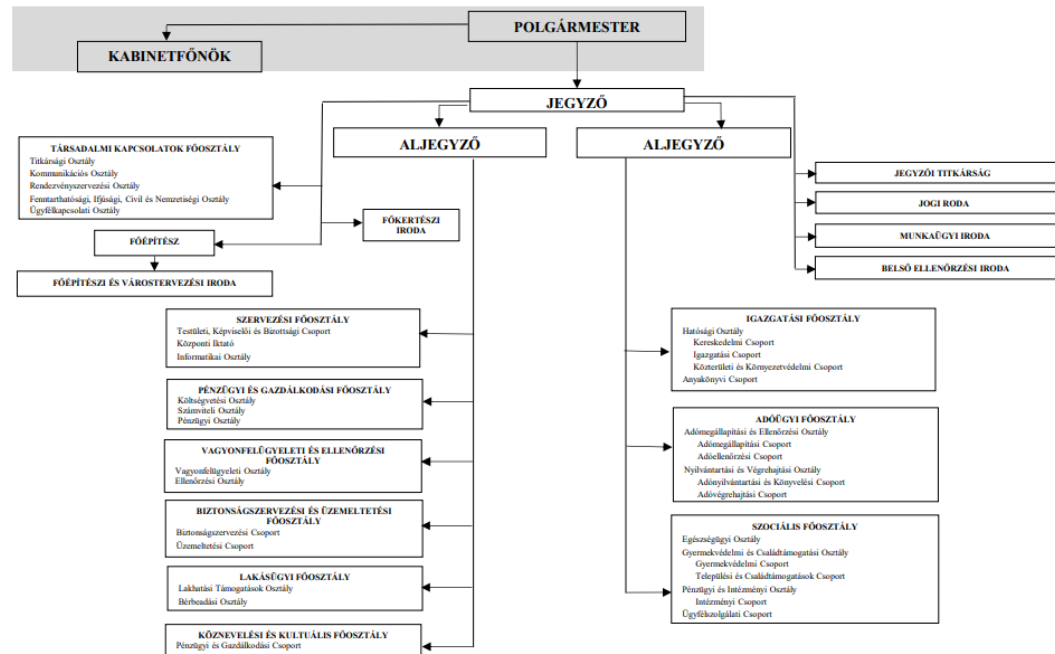 POLGÁRMESTER
KABINETFŐNÖK
JEGYZŐ
ALJEGYZŐ
ALJEGYZŐ
TÁRSADALMI KAPCSOLATOK FŐOSZTÁLY
Titkársági Osztály
Kommunikációs Osztály
Rendezvényszervezési Osztály
Fenntarthatósági, Ifjúsági, Civil és Nemzetiségi Osztály
Ügyfélkapcsolati Osztály
FŐKERTÉSZI
IRODA
FŐÉPÍTÉSZ
FŐÉPÍTÉSZI ÉS VÁROSTERVEZÉSI IRODA
JEGYZŐI TITKÁRSÁG
JOGI RODA
MUNKAÜGYI IRODA
BELSŐ ELLENŐRZÉSI IRODA
SZERVEZÉSI FŐOSZTÁLY
Testületi, Képviselői és Bizottsági Csoport
Központi Iktató
Informatikai Osztály
PÉNZÜGYI ÉS GAZDÁLKODÁSI FŐOSZTÁLY
Költségvetési Osztály
Számviteli Osztály
Pénzügyi Osztály
VAGYONFELÜGYELETI ÉS ELLENŐRZÉSI
FŐOSZTÁLY
Vagyonfelügyeleti Osztály
Ellenőrzési Osztály
BIZTONSÁGSZERVEZÉSI ÉS ÜZEMELTETÉSI
FŐOSZTÁLY
Biztonságszervezési Csoport
Üzemeltetési Csoport
LAKÁSÜGYI FŐOSZTÁLY
Lakhatási Támogatások Osztály
Bérbeadási Osztály
KÖZNEVELÉSI ÉS KULTUÁLIS FŐOSZTÁLY
Pénzügyi és Gazdálkodási Csoport
IGAZGATÁSI FŐOSZTÁLY
Hatósági Osztály
Kereskedelmi Csoport
Igazgatási Csoport
Közterületi és Környezetvédelmi Csoport
Anyakönyvi Csoport
ADÓÜGYI FŐOSZTÁLY
Adómegállapítási és Ellenőrzési Osztály
Adómegállapítási Csoport
Adóellenőrzési Csoport
Nyilvántartási és Végrehajtási Osztály
Adónyilvántartási és Könyvelési Csoport
Adóvégrehajtási Csoport
SZOCIÁLIS FŐOSZTÁLY
Egészségügyi Osztály
Gyermekvédelmi és Családtámogatási Osztály
Gyermekvédelmi Csoport
Települési és Családtámogatások Csoport
Pénzügyi és Intézményi Osztály
Intézményi Csoport
Ügyfélszolgálati Csoport